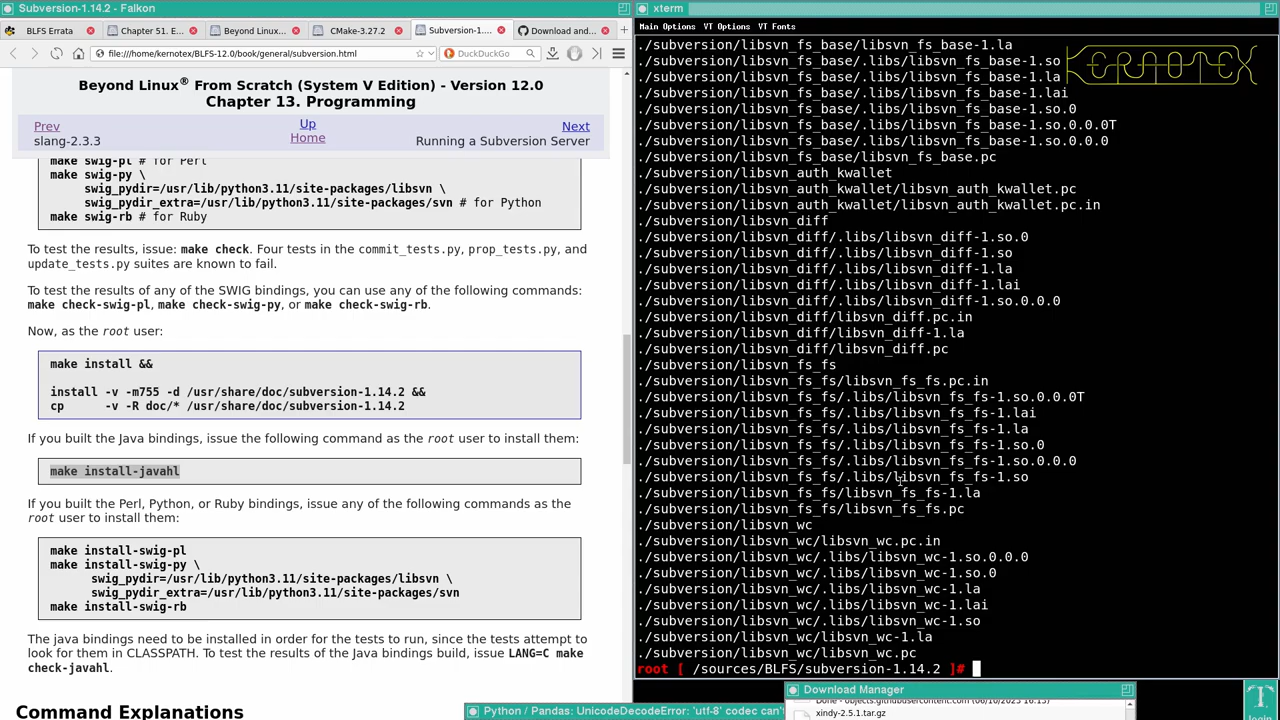 Subversion-1.14.2 - Falkon
BLFS Errata
Chapter 51. E...
Beyond Linux...
CMake-3.27.2
Subversion-1....
Download and...
file:///home/kernotex/BLFS-12.0/book/general/subversion.html
DuckDuckGo
Beyond Linux® From Scratch (System V Edition) - Version 12.0
Chapter 13. Programming
Prev
Up
Next
slang-2.3.3
Home
Running a Subversion Server
make swig-pl # for Perl
make swig-py \
swig_pydir=/usr/lib/python3.11/site-packages/libsvn \
swig_pydir_extra=/usr/lib/python3.11/site-packages/svn # for Python
make swig-rb # for Ruby
To test the results, issue: make check. Four tests in the commit_tests.py, prop_tests.py, and
update_tests.py suites are known to fail.
To test the results of any of the SWIG bindings, you can use any of the following commands:
make check-swig-pl, make check-swig-py, or make check-swig-rb.
Now, as the root user:
make install &&
install -v -m755 -d /usr/share/doc/subversion-1.14.2 &&
cp -v -R doc/* /usr/share/doc/subversion-1.14.2
If you built the Java bindings, issue the following command as the root user to install them:
make install-javahl
If you built the Perl, Python, or Ruby bindings, issue any of the following commands as the
root user to install them:
make install-swig-pl
make install-swig-py \
swig_pydir=/usr/lib/python3.11/site-packages/libsvn \
swig_pydir_extra=/usr/lib/python3.11/site-packages/svn
make install-swig-rb
The java bindings need to be installed in order for the tests to run, since the tests attempt to
look for them in CLASSPATH. To test the results of the Java bindings build, issue LANG=C make
check-javahl.
Command Explanations
xterm
Main Options VT Options VT Fonts
KERNOTEX
./subversion/libsvn_fs_base/libsvn_fs_base-1.la
./subversion/libsvn_fs_base/.libs/libsvn_fs_base-1.so
./subversion/libsvn_fs_base/.libs/libsvn_fs_base-1.la
./subversion/libsvn_fs_base/.libs/libsvn_fs_base-1.lai
./subversion/libsvn_fs_base/.libs/libsvn_fs_base-1.so.0
./subversion/libsvn_fs_base/.libs/libsvn_fs_base-1.so.0.0.0T
./subversion/libsvn_fs_base/.libs/libsvn_fs_base-1.so.0.0.0
./subversion/libsvn_fs_base/libsvn_fs_base.pc
./subversion/libsvn_auth_kwallet
./subversion/libsvn_auth_kwallet/libsvn_auth_kwallet.pc
./subversion/libsvn_auth_kwallet/libsvn_auth_kwallet.pc.in
./subversion/libsvn_diff
./subversion/libsvn_diff/.libs/libsvn_diff-1.so.0
./subversion/libsvn_diff/.libs/libsvn_diff-1.so
./subversion/libsvn_diff/.libs/libsvn_diff-1.la
./subversion/libsvn_diff/.libs/libsvn_diff-1.lai
./subversion/libsvn_diff/.libs/libsvn_diff-1.so.0.0.0
./subversion/libsvn_diff/libsvn_diff.pc.in
./subversion/libsvn_diff/libsvn_diff-1.la
./subversion/libsvn_diff/libsvn_diff.pc
./subversion/libsvn_fs_fs
./subversion/libsvn_fs_fs/libsvn_fs_fs.pc.in
./subversion/libsvn_fs_fs/.libs/libsvn_fs_fs-1.so.0.0.0T
./subversion/libsvn_fs_fs/.libs/libsvn_fs_fs-1.lai
./subversion/libsvn_fs_fs/.libs/libsvn_fs_fs-1.la
./subversion/libsvn_fs_fs/.libs/libsvn_fs_fs-1.so.0
./subversion/libsvn_fs_fs/.libs/libsvn_fs_fs-1.so.0.0.0
./subversion/libsvn_fs_fs/.libs/libsvn_fs_fs-1.so
./subversion/libsvn_fs_fs/libsvn_fs_fs-1.la
./subversion/libsvn_fs_fs/libsvn_fs_fs.pc
./subversion/libsvn_wc
./subversion/libsvn_wc/libsvn_wc.pc.in
./subversion/libsvn_wc/.libs/libsvn_wc-1.so.0.0.0
./subversion/libsvn_wc/.libs/libsvn_wc-1.so.0
./subversion/libsvn_wc/.libs/libsvn_wc-1.la
./subversion/libsvn_wc/.libs/libsvn_wc-1.lai
./subversion/libsvn_wc/.libs/libsvn_wc-1.so
./subversion/libsvn_wc/libsvn_wc-1.la
./subversion/libsvn_wc/libsvn_wc.pc
root [ /sources/BLFS/subversion-1.14.2 ]#
Download Manager
xindy-2.5.1.tar.gz
Python / Pandas: UnicodeDecodeError: 'utf-8' codec can't